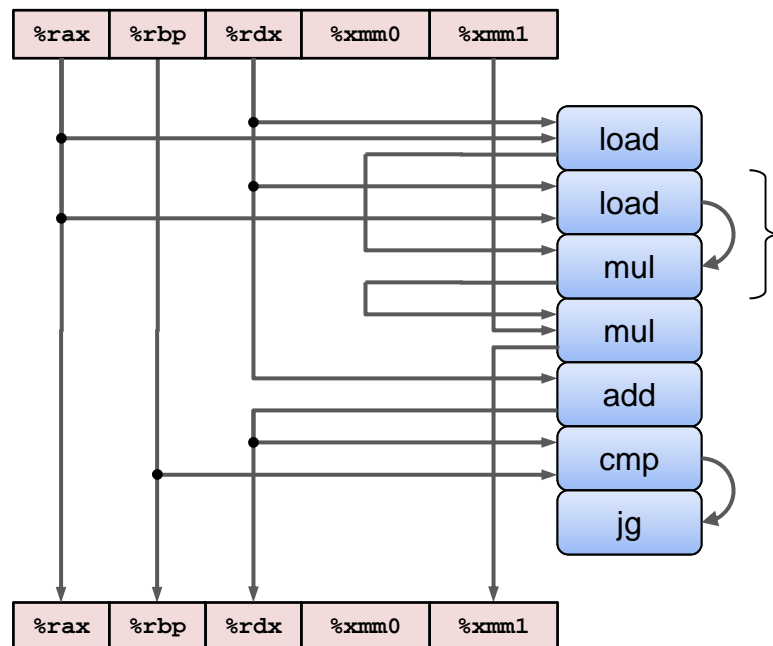 %rax %rbp %rdx %xmm0 %xmm1
load
load
mul
mul
add
cmp
jg
%rax %rbp %rdx %xmm0 %xmm1